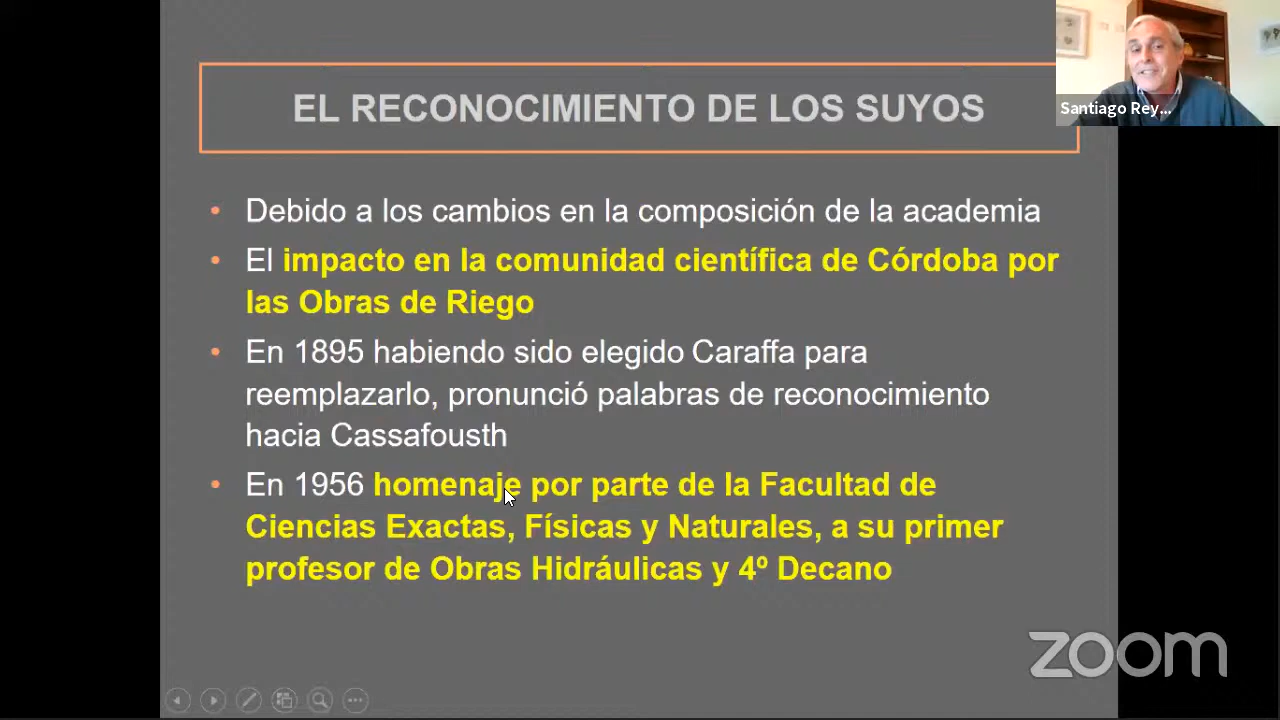 EL RECONOCIMIENTO DE LOS SUYOS
Santiago Rey...
• Debido a los cambios en la composición de la academia
• El impacto en la comunidad científica de Córdoba por
las Obras de Riego
• En 1895 habiendo sido elegido Caraffa para
reemplazarlo, pronunció palabras de reconocimiento
hacia Cassafousth
• En 1956 homenaje por parte de la Facultad de
Ciencias Exactas, Físicas y Naturales, a su primer
profesor de Obras Hidráulicas y 4º Decano
zoom